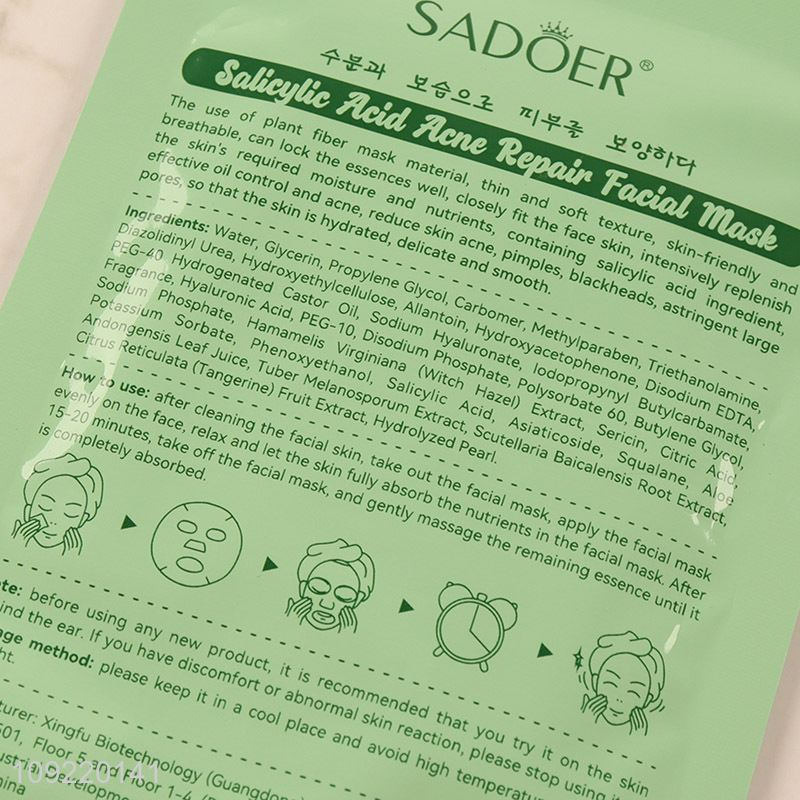 SADOER®
수분과 보습으로 피부를 보양하다
Salicylic Acid Acne Repair Facial Mask
The use of plant fiber mask material, thin and soft texture, skin-friendly and
breathable, can lock the essences well, closely fit the face skin, intensively replenish
the skin's required moisture and nutrients, containing salicylic acid ingredient,
effective oil control and acne, reduce skin acne, pimples, blackheads, astringent large
pores, so that the skin is hydrated, delicate and smooth.
Ingredients: Water, Glycerin, Propylene Glycol, Carbomer, Methylparaben, Triethanolamine,
Diazolidinyl Urea, Hydroxyethylcellulose, Allantoin, Hydroxyacetophenone, Disodium EDTA,
PEG-40 Hydrogenated Castor Oil, Sodium Hyaluronate, Iodopropynyl Butylcarbamate,
Fragrance, Hyaluronic Acid, PEG-10, Disodium Phosphate, Polysorbate 60, Butylene Glycol,
Sodium Phosphate, Hamamelis Virginiana (Witch Hazel) Extract, Sericin, Citric Acid,
Potassium Sorbate, Phenoxyethanol, Salicylic Acid, Asiaticoside, Squalane, Aloe
Andongensis Leaf Juice, Tuber Melanosporum Extract, Scutellaria Baicalensis Root Extract,
Citrus Reticulata (Tangerine) Fruit Extract, Hydrolyzed Pearl.
How to use: after cleaning the facial skin, take out the facial mask, apply the facial mask
evenly on the face, relax and let the skin fully absorb the nutrients in the facial mask. After
15-20 minutes, take off the facial mask, and gently massage the remaining essence until it
is completely absorbed.
before using any new product, it is recommended that you try it on the skin
the ear. If you have discomfort or abnormal skin reaction, please stop using
method: please keep it in a cool place and avoid high
Xingfu Biotechnology
Floor 5 Floor 1-4
109220141